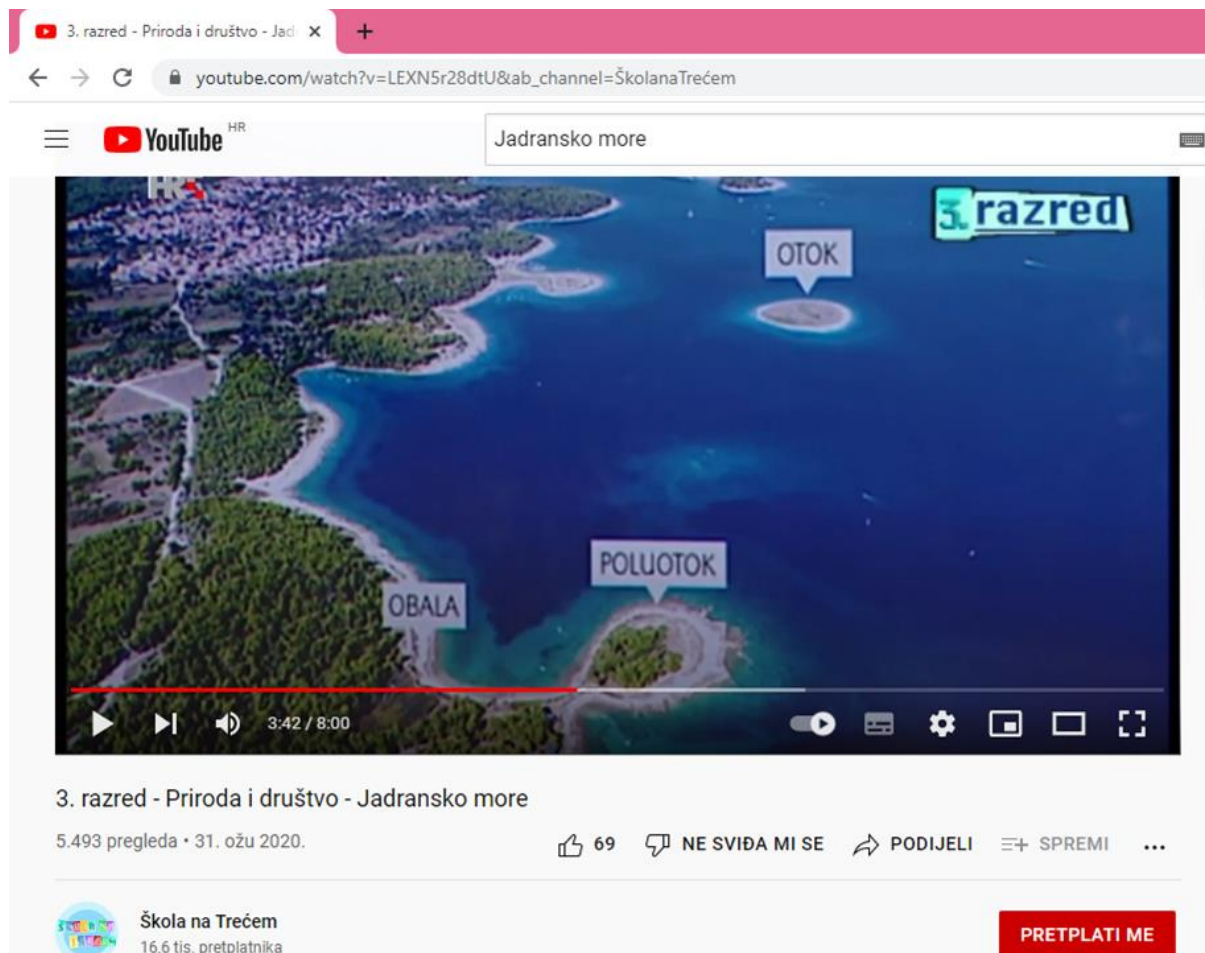 3. razred - Priroda i društvo - Jad
youtube.com/watch?v=LEXN5r28dtU&ab_channel=ŠkolanaTrećem
YouTube HR
Jadransko more
HRT
3. razred
OTOK
POLUOTOK
OBALA
3:42 / 8:00
3. razred - Priroda i društvo - Jadransko more
5.493 pregleda • 31. ožu 2020.
69 NE SVIĐA MI SE PODIJELI SPREMI
Škola na Trećem
16,6 tis. pretplatnika
PRETPLATI ME